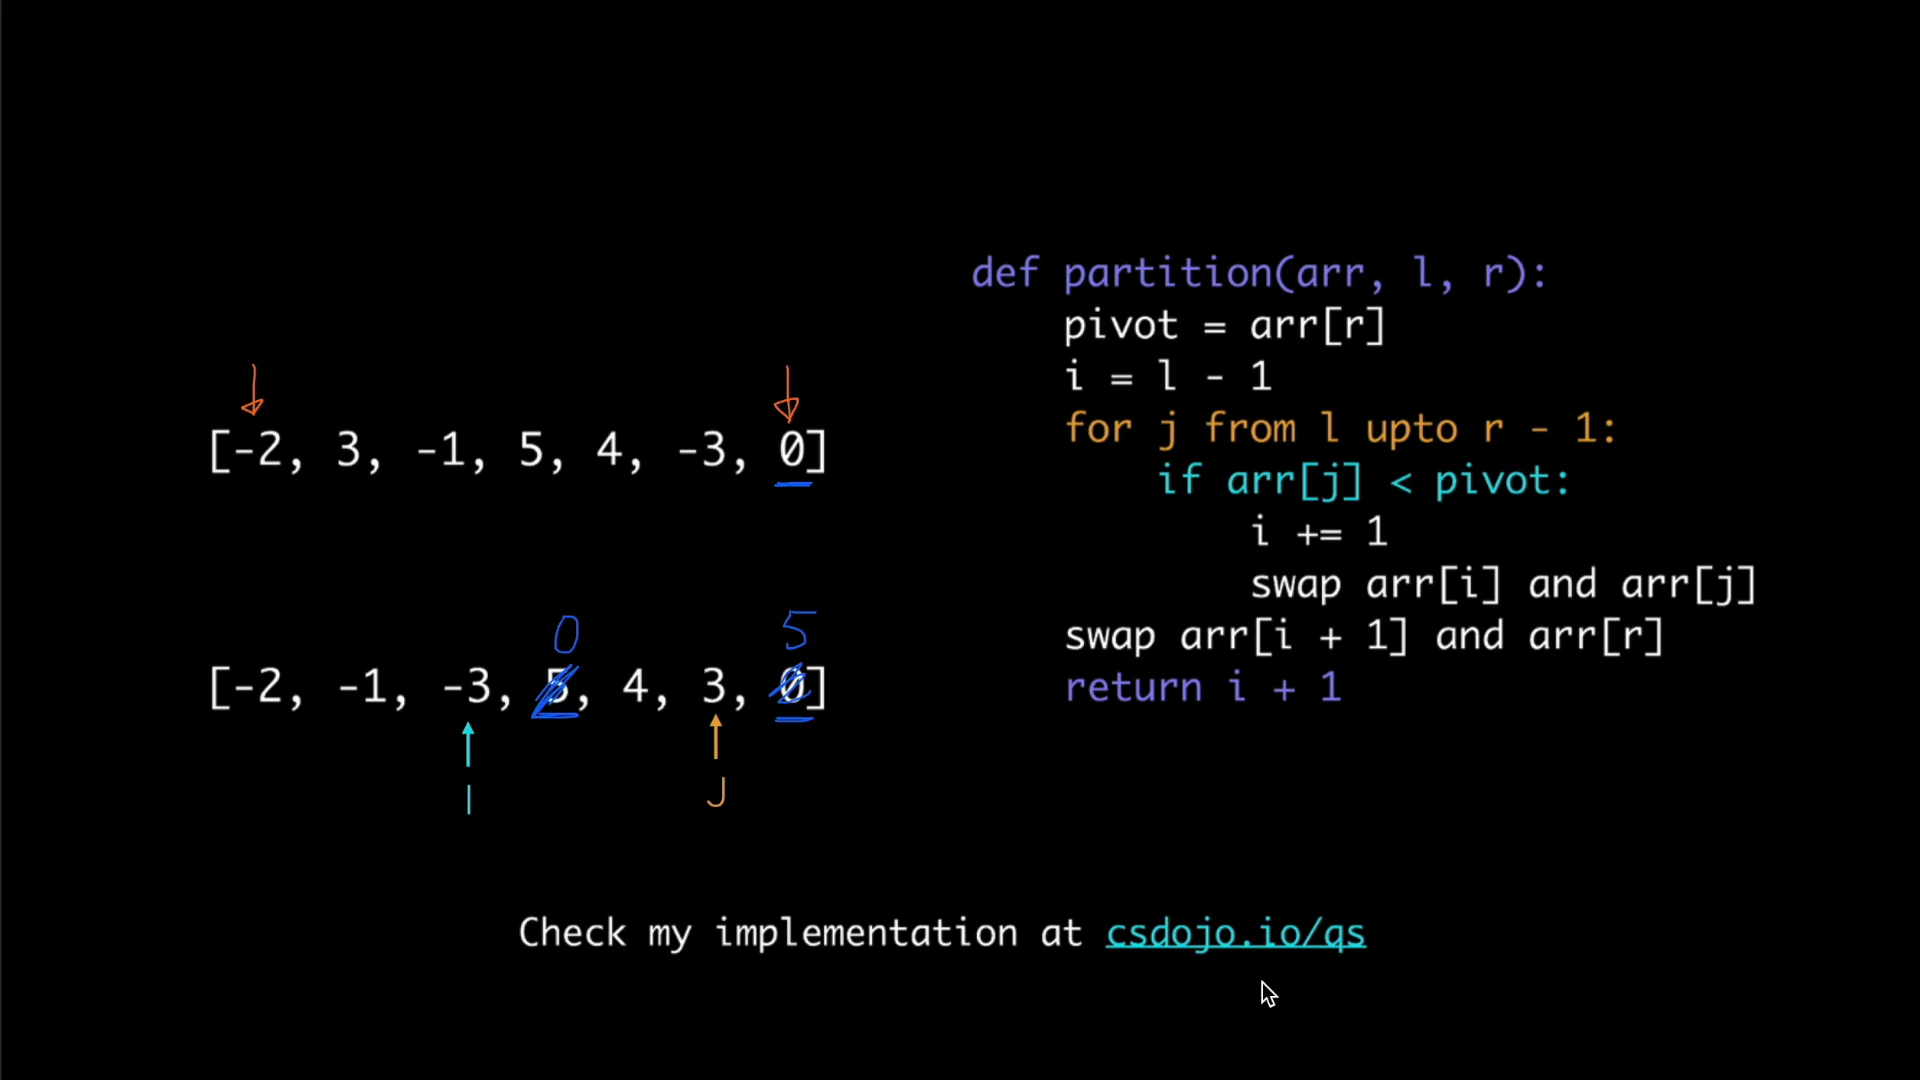 [-2, 3, -1, 5, 4, -3, 0]
0 5
[-2, -1, -3, 5, 4, 3, 0]
I J
def partition(arr, l, r):
    pivot = arr[r]
    i = l - 1
    for j from l upto r - 1:
        if arr[j] < pivot:
            i += 1
            swap arr[i] and arr[j]
    swap arr[i + 1] and arr[r]
    return i + 1
Check my implementation at csdojo.io/qs